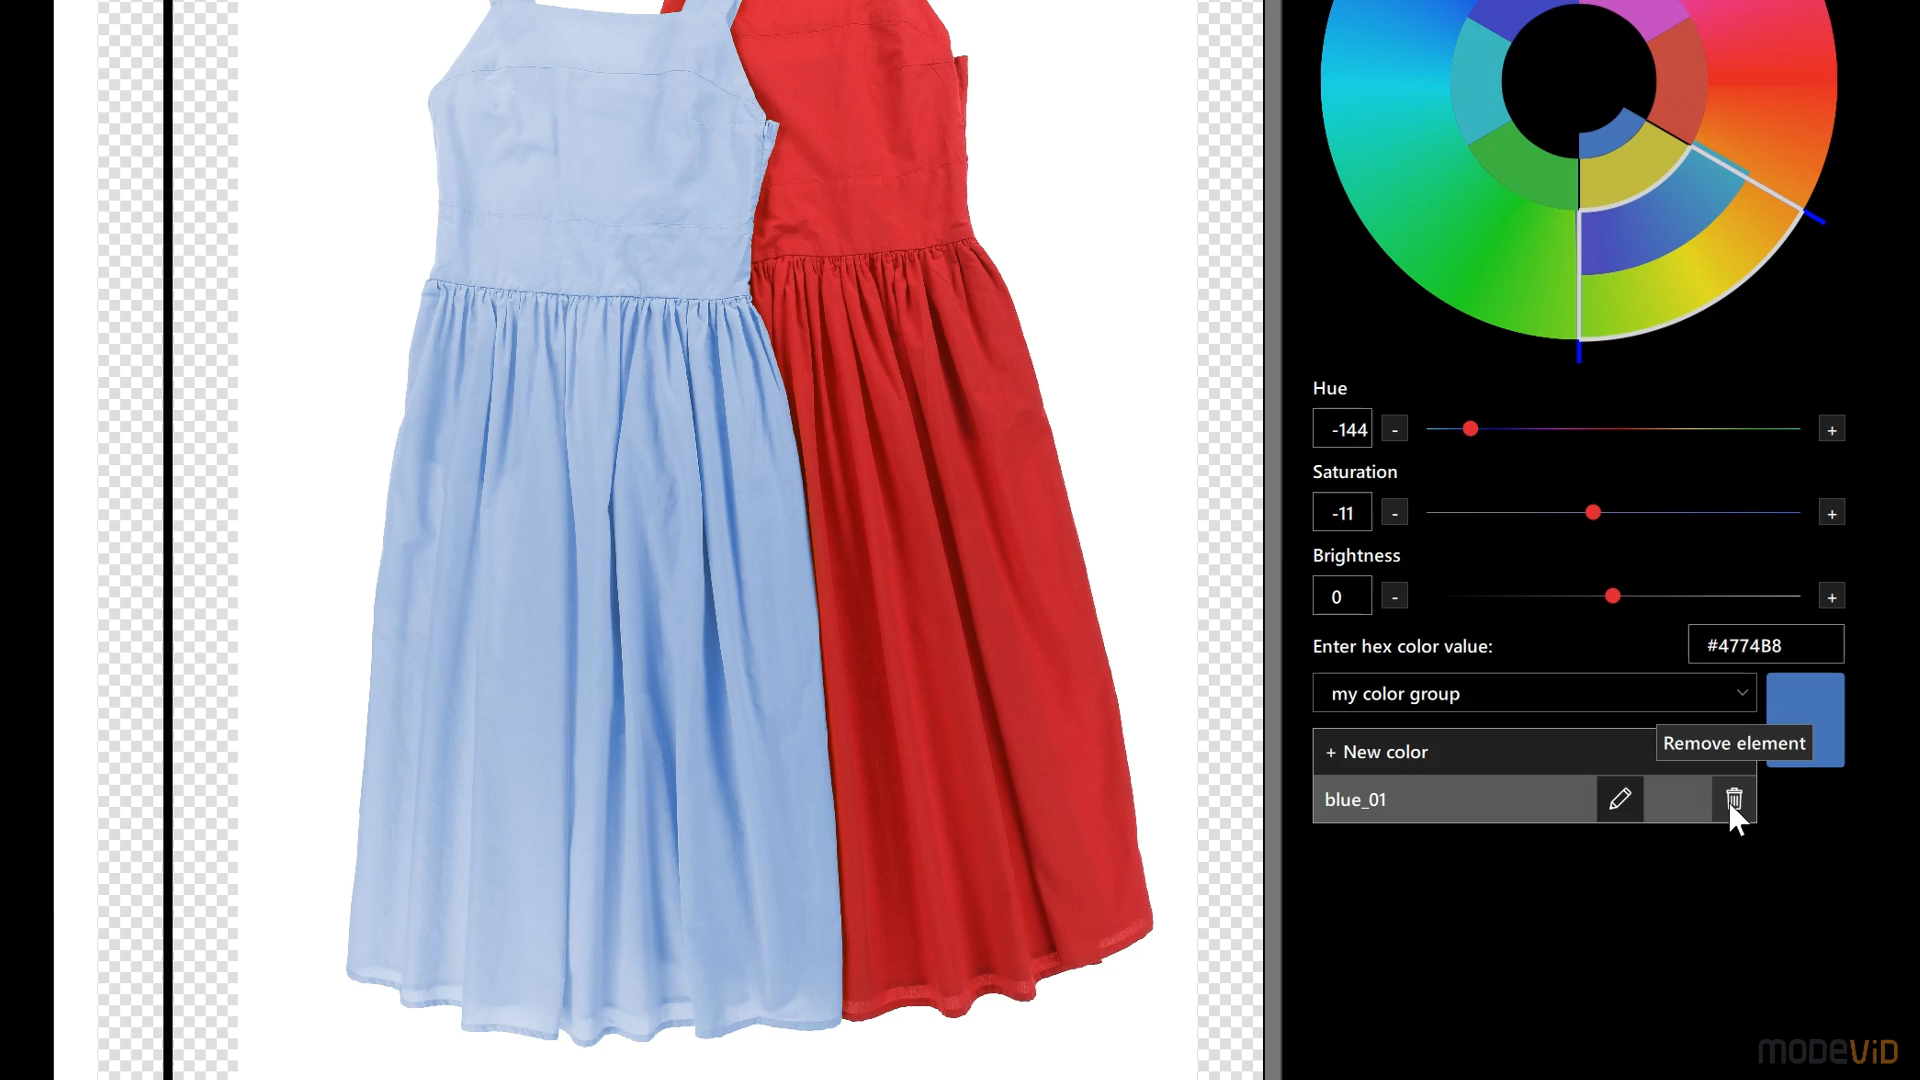 Hue
-144
-
+
Saturation
-11
-
+
Brightness
0
-
+
Enter hex color value:
#4774B8
my color group
Remove element
+ New color
blue_01
MODEViD